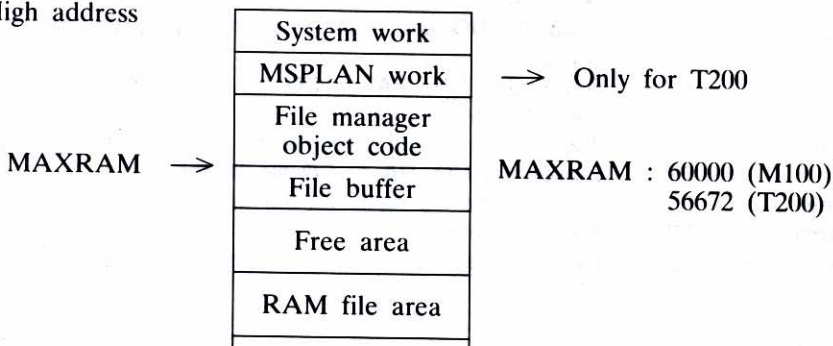 address
System work
MSPLAN work → Only for T200
File manager
object code
MAXRAM →
MAXRAM : 60000 (M100)
File buffer
56672 (T200)
Free area
RAM file area